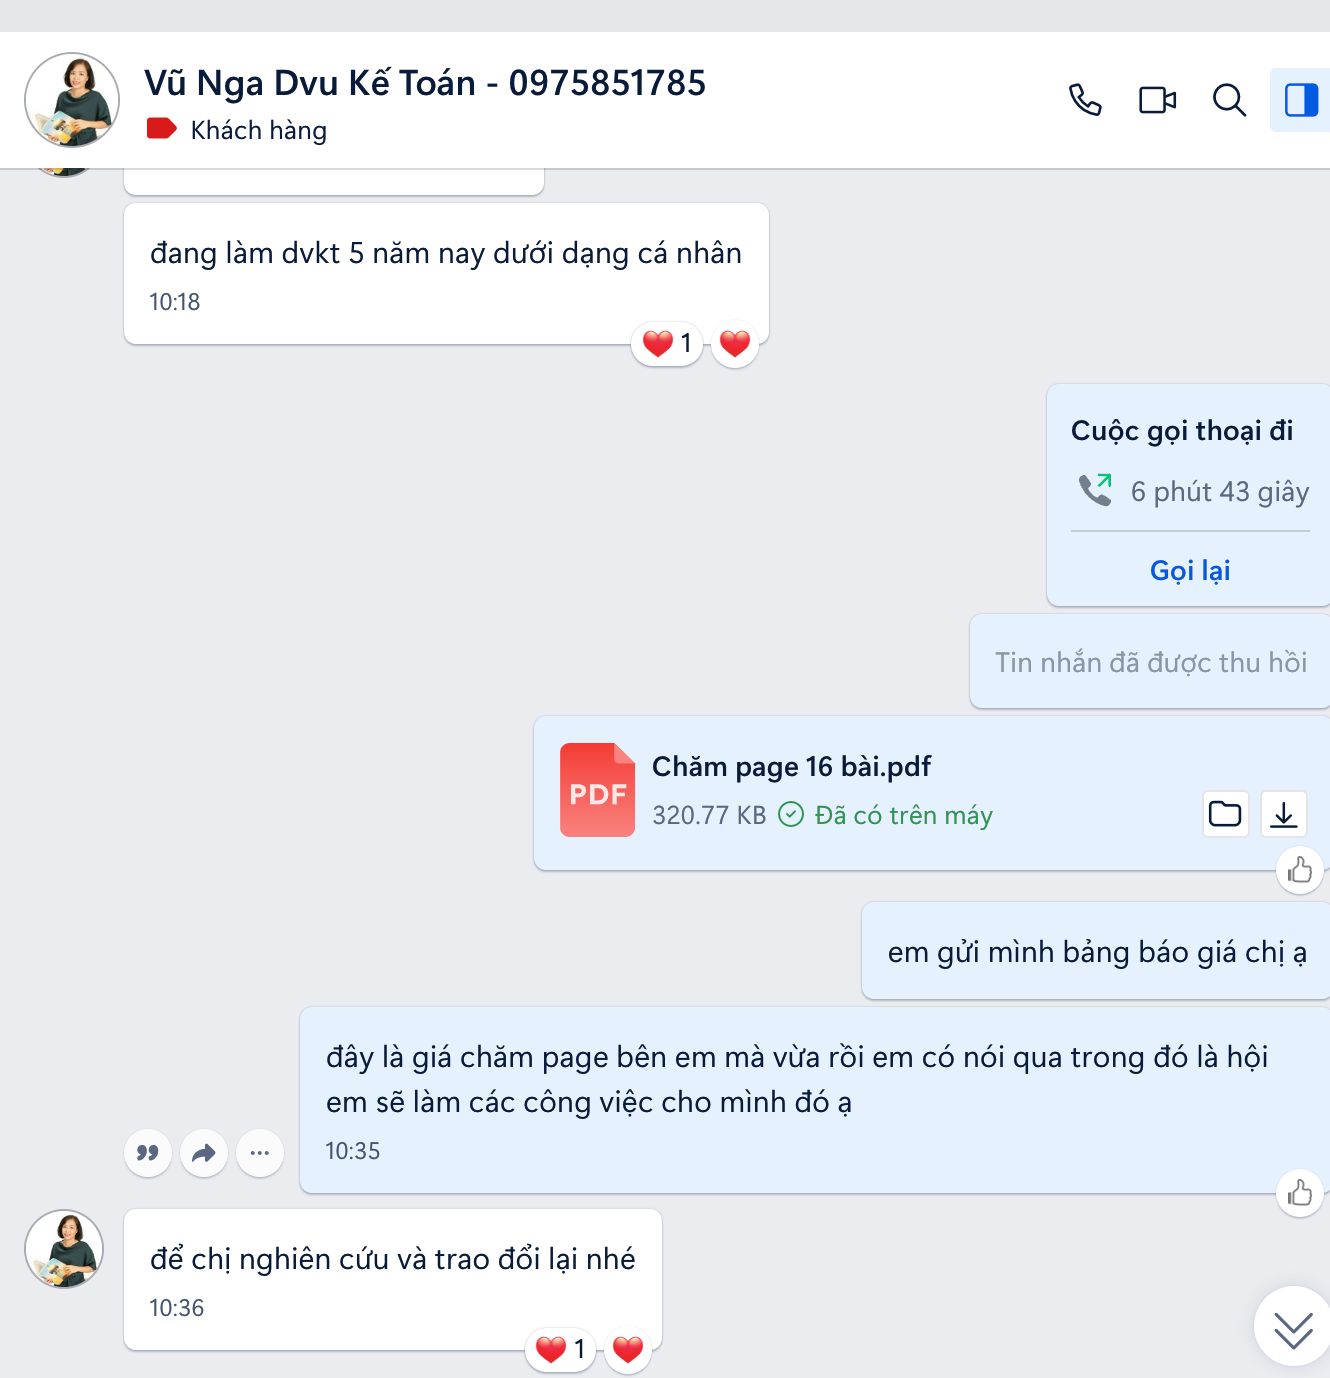 Vũ Nga Dvu Kế Toán - 0975851785
Khách hàng
đang làm dvkt 5 năm nay dưới dạng cá nhân
10:18
1
Cuộc gọi thoại đi
6 phút 43 giây
Gọi lại
Tin nhắn đã được thu hồi
PDF
Chăm page 16 bài.pdf
320.77 KB Đã có trên máy
em gửi mình bảng báo giá chị ạ
đây là giá chăm page bên em mà vừa rồi em có nói qua trong đó là hội
em sẽ làm các công việc cho mình đó ạ
10:35
để chị nghiên cứu và trao đổi lại nhé
10:36
1